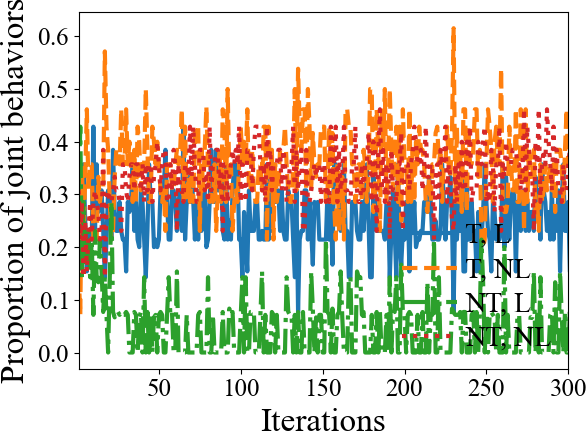 Proportion of joint behaviors
0.6
0.5
0.4
0.3
0.2
0.1
0.0
T, L
T, NL
NT, L
NT, NL
50
100
150
200
250
300
Iterations